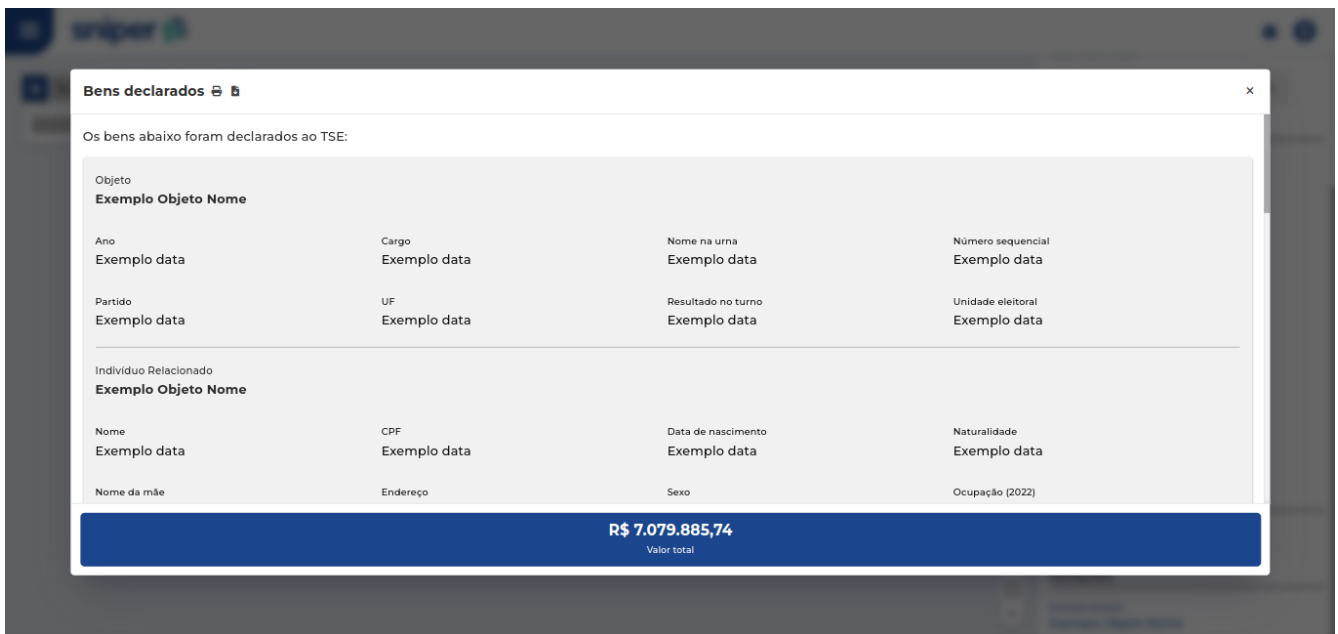 sniper
Bens declarados
×
Os bens abaixo foram declarados ao TSE:
Objeto
Exemplo Objeto Nome
Ano Cargo Nome na urna Número sequencial
Exemplo data Exemplo data Exemplo data Exemplo data
Partido UF Resultado no turno Unidade eleitoral
Exemplo data Exemplo data Exemplo data Exemplo data
Indivíduo Relacionado
Exemplo Objeto Nome
Nome CPF Data de nascimento Naturalidade
Exemplo data Exemplo data Exemplo data Exemplo data
Nome da mãe Endereço Sexo Ocupação (2022)
R$ 7.079.885,74
Valor total